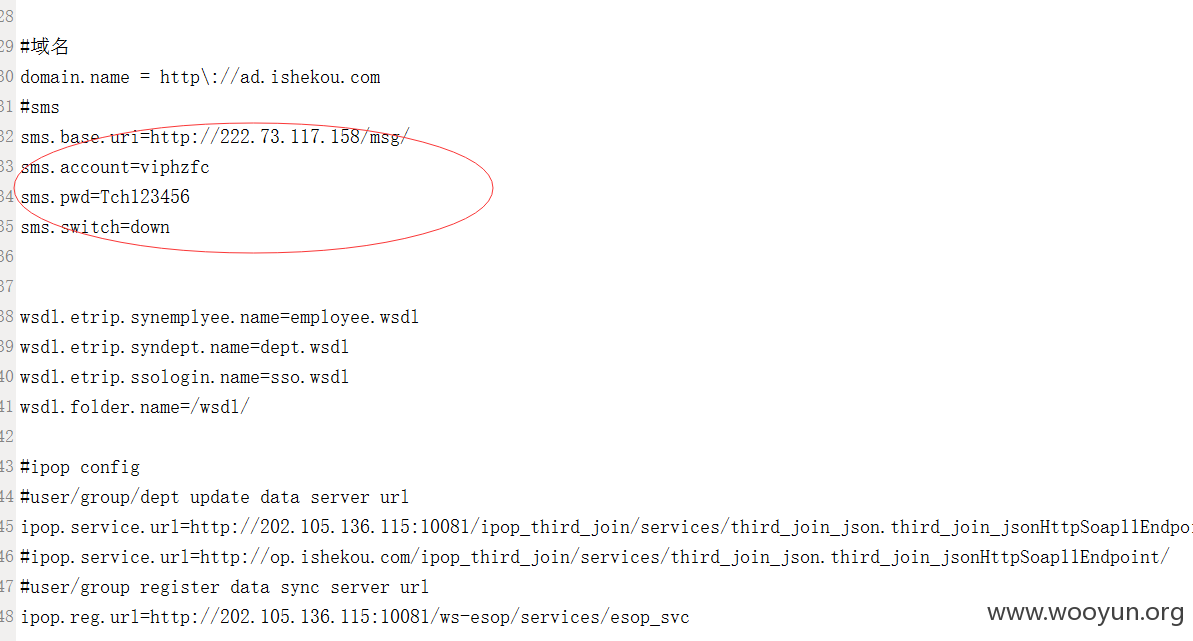 28
29 #域名
30 domain.name = http\://ad.ishekou.com
31 #sms
32 sms.base.uri=http://222.73.117.158/msg/
33 sms.account=viphzfc
34 sms.pwd=Tch123456
35 sms.switch=down
36
37
38 wsdl.etrip.synemplyee.name=employee.wsdl
39 wsdl.etrip.syndept.name=dept.wsdl
40 wsdl.etrip.ssologin.name=sso.wsdl
41 wsdl.folder.name=/wsdl/
42
43 #ipop config
44 #user/group/dept update data server url
45 ipop.service.url=http://202.105.136.115:10081/ipop_third_join/services/third_join_json.third_join_jsonHttpSoap11Endpoi
46 #ipop.service.url=http://op.ishekou.com/ipop_third_join/services/third_join_json.third_join_jsonHttpSoap11Endpoint/
47 #user/group register data sync server url
48 ipop.reg.url=http://202.105.136.115:10081/ws-esop/services/esop_svc
www.wooyun.org